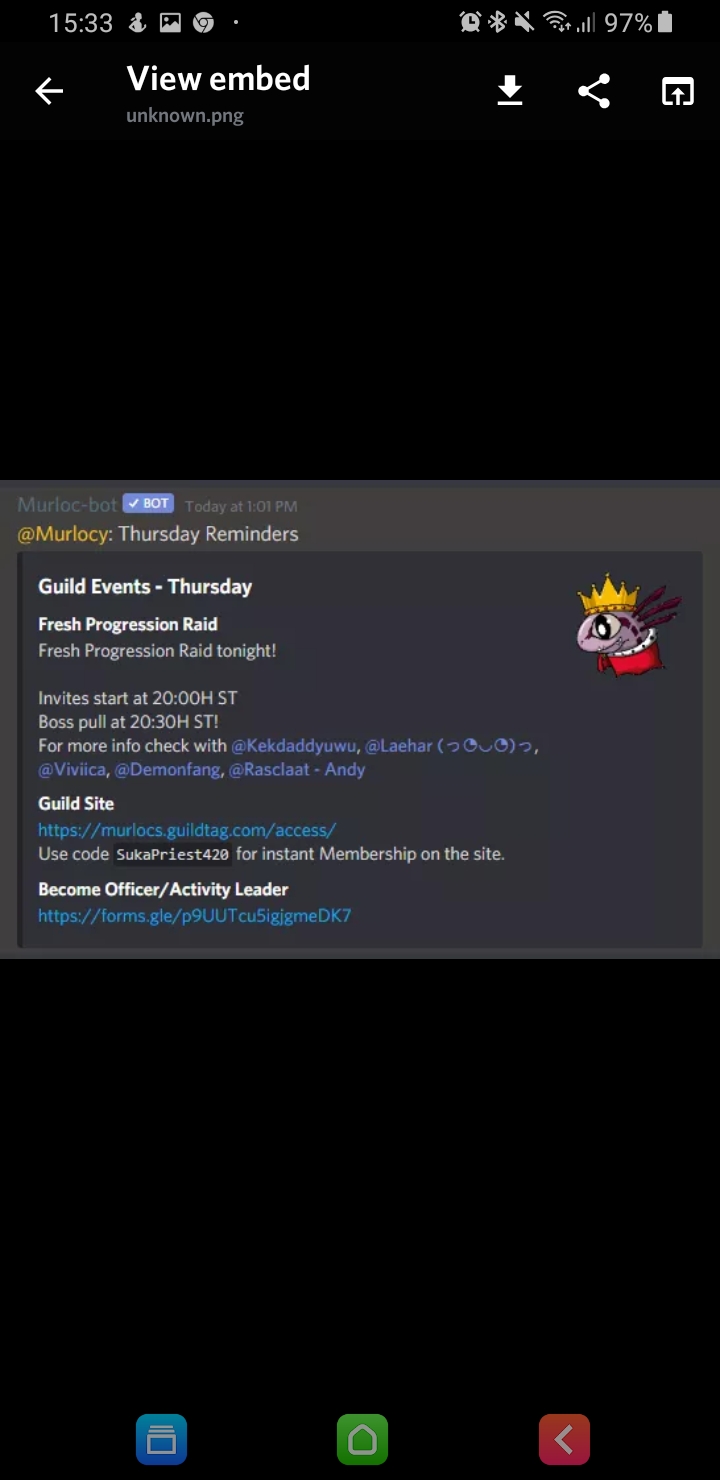 15:33
97%
View embed
unknown.png
Murloc-bot ✓ BOT Today at 1:01 PM
@Murlocy: Thursday Reminders
Guild Events - Thursday
Fresh Progression Raid
Fresh Progression Raid tonight!
Invites start at 20:00H ST
Boss pull at 20:30H ST!
For more info check with @Kekdaddyuwu, @Laehar (っ◔◡◔)っ,
@Viviica, @Demonfang, @Rasclaat - Andy
Guild Site
https://murlocs.guildtag.com/access/
Use code SukaPriest420 for instant Membership on the site.
Become Officer/Activity Leader
https://forms.gle/p9UUTcu5igjgmeDK7